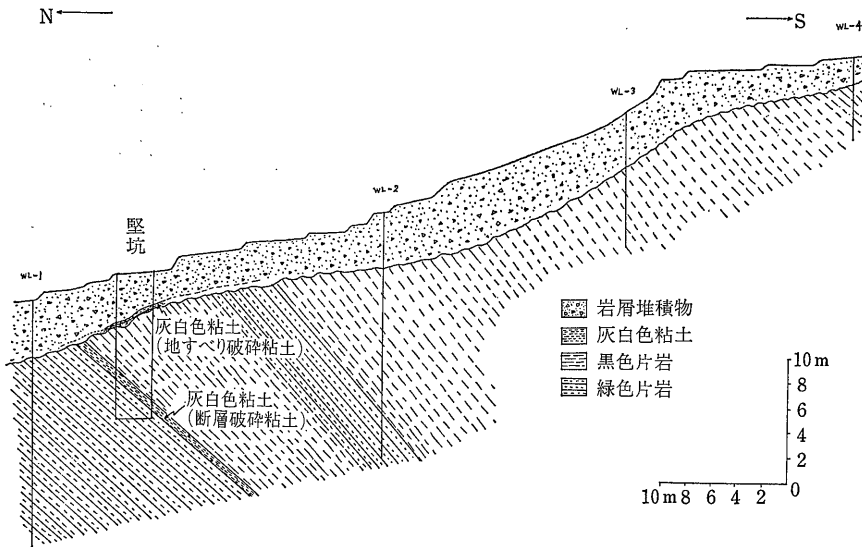 N
S
WL-4
WL-3
WL-2
竪坑
WL-1
灰白色粘土
(地すべり破砕粘土)
灰白色粘土
(断層破砕粘土)
岩屑堆積物
灰白色粘土
黒色片岩
緑色片岩
10m
8
6
4
2
0
10m 8 6 4 2